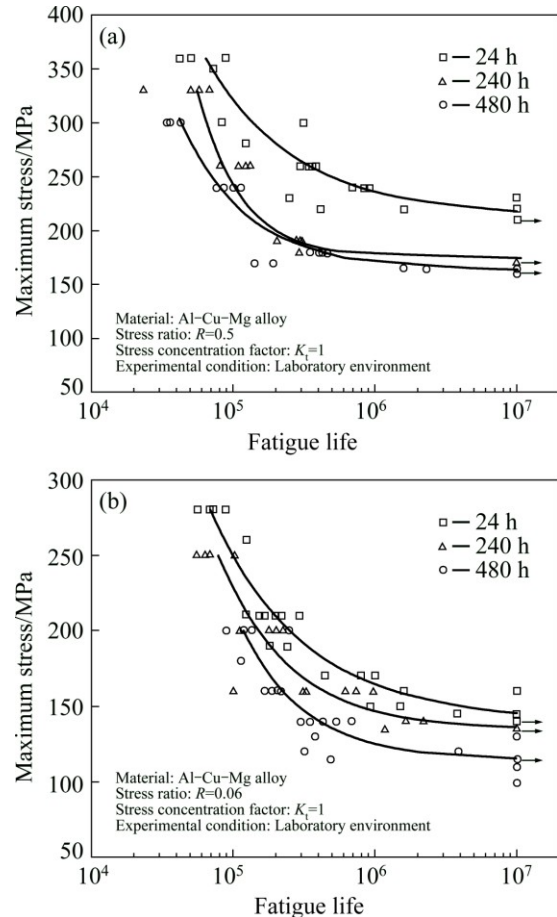 (a)
400
350
300
250
200
150
100
50
Maximum stress/MPa
24 h
240 h
480 h
Material: Al−Cu−Mg alloy
Stress ratio: R=0.5
Stress concentration factor: Kt=1
Experimental condition: Laboratory environment
10⁴ 10⁵ 10⁶ 10⁷
Fatigue life
(b)
300
250
200
150
100
50
Maximum stress/MPa
24 h
240 h
480 h
Material: Al−Cu−Mg alloy
Stress ratio: R=0.06
Stress concentration factor: Kt=1
Experimental condition: Laboratory environment
10⁴ 10⁵ 10⁶ 10⁷
Fatigue life